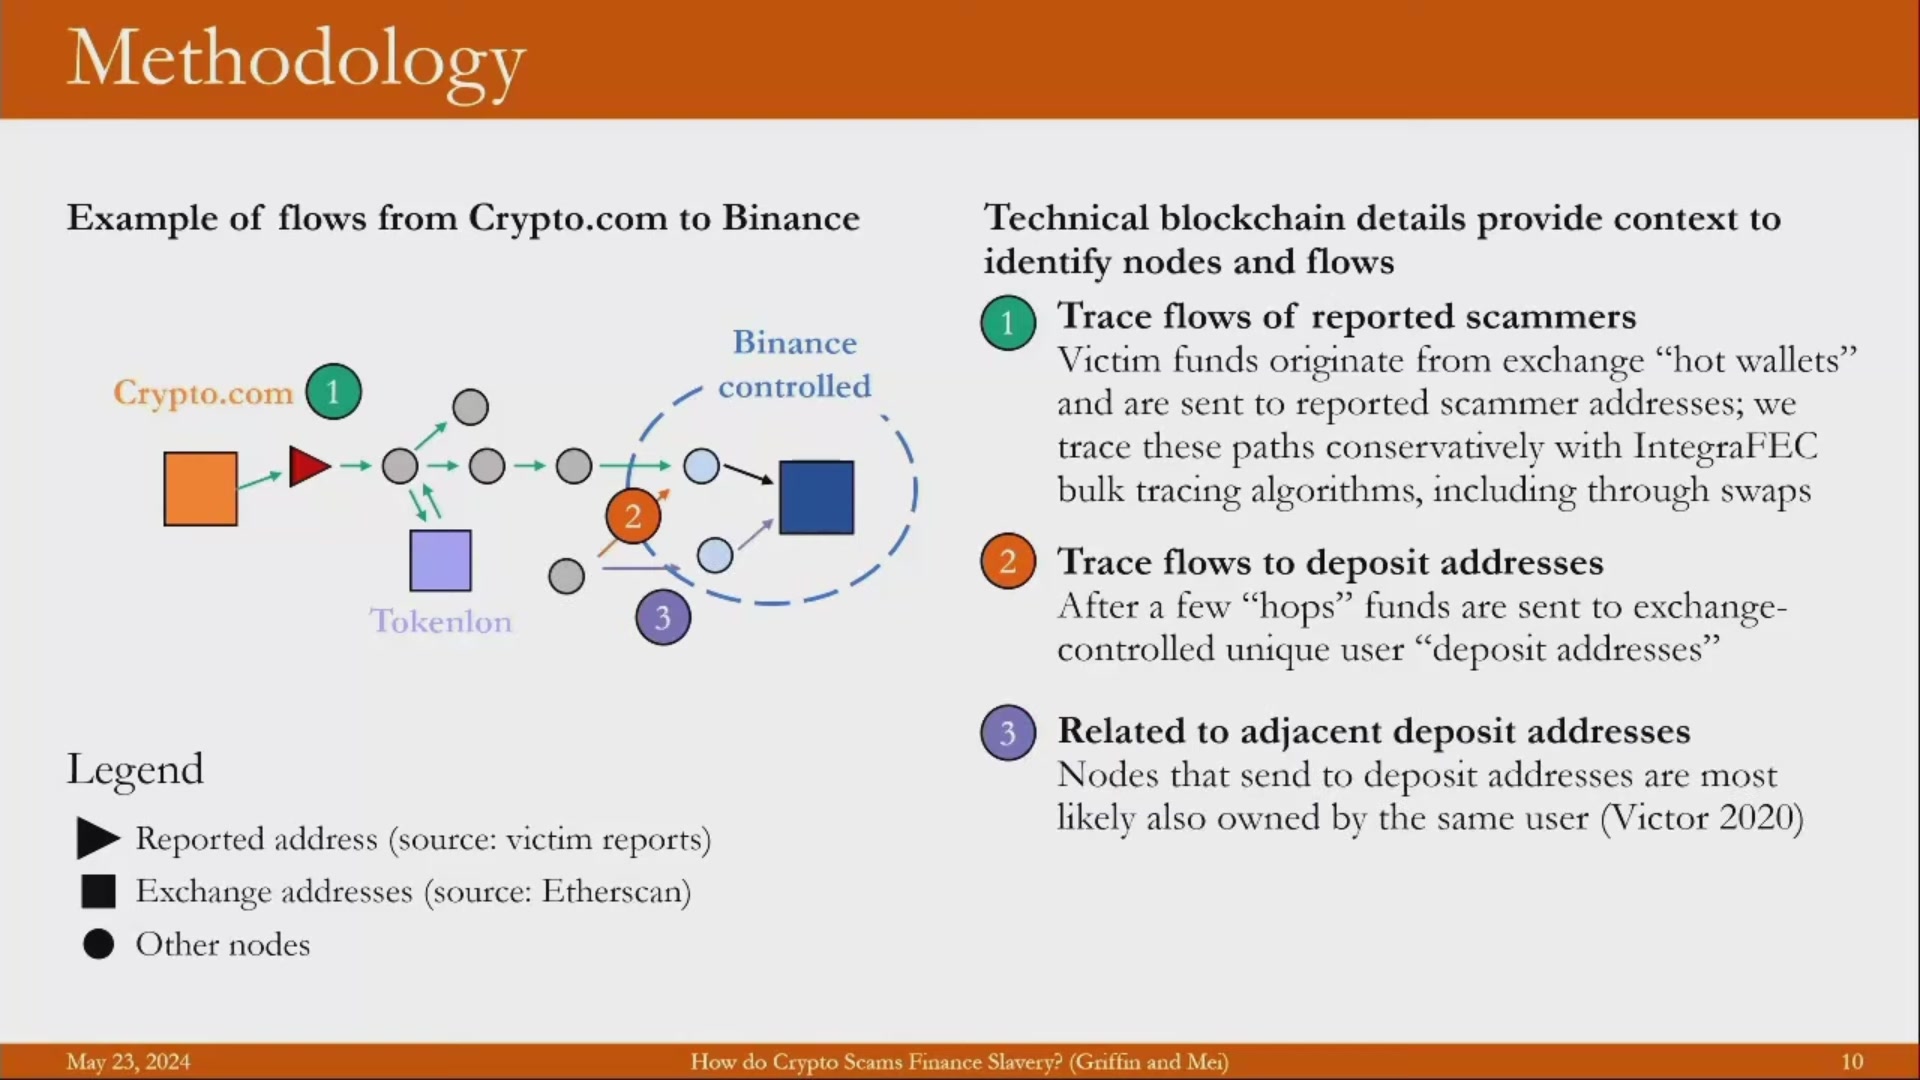 Methodology
Example of flows from Crypto.com to Binance
Binance
controlled
Crypto.com
1
2
3
Tokenlon
Legend
Reported address (source: victim reports)
Exchange addresses (source: Etherscan)
Other nodes
Technical blockchain details provide context to
identify nodes and flows
1 Trace flows of reported scammers
Victim funds originate from exchange “hot wallets”
and are sent to reported scammer addresses; we
trace these paths conservatively with IntegraFEC
bulk tracing algorithms, including through swaps
2 Trace flows to deposit addresses
After a few “hops” funds are sent to exchange-
controlled unique user “deposit addresses”
3 Related to adjacent deposit addresses
Nodes that send to deposit addresses are most
likely also owned by the same user (Victor 2020)
May 23, 2024
How do Crypto Scams Finance Slavery? (Griffin and Mei)
10